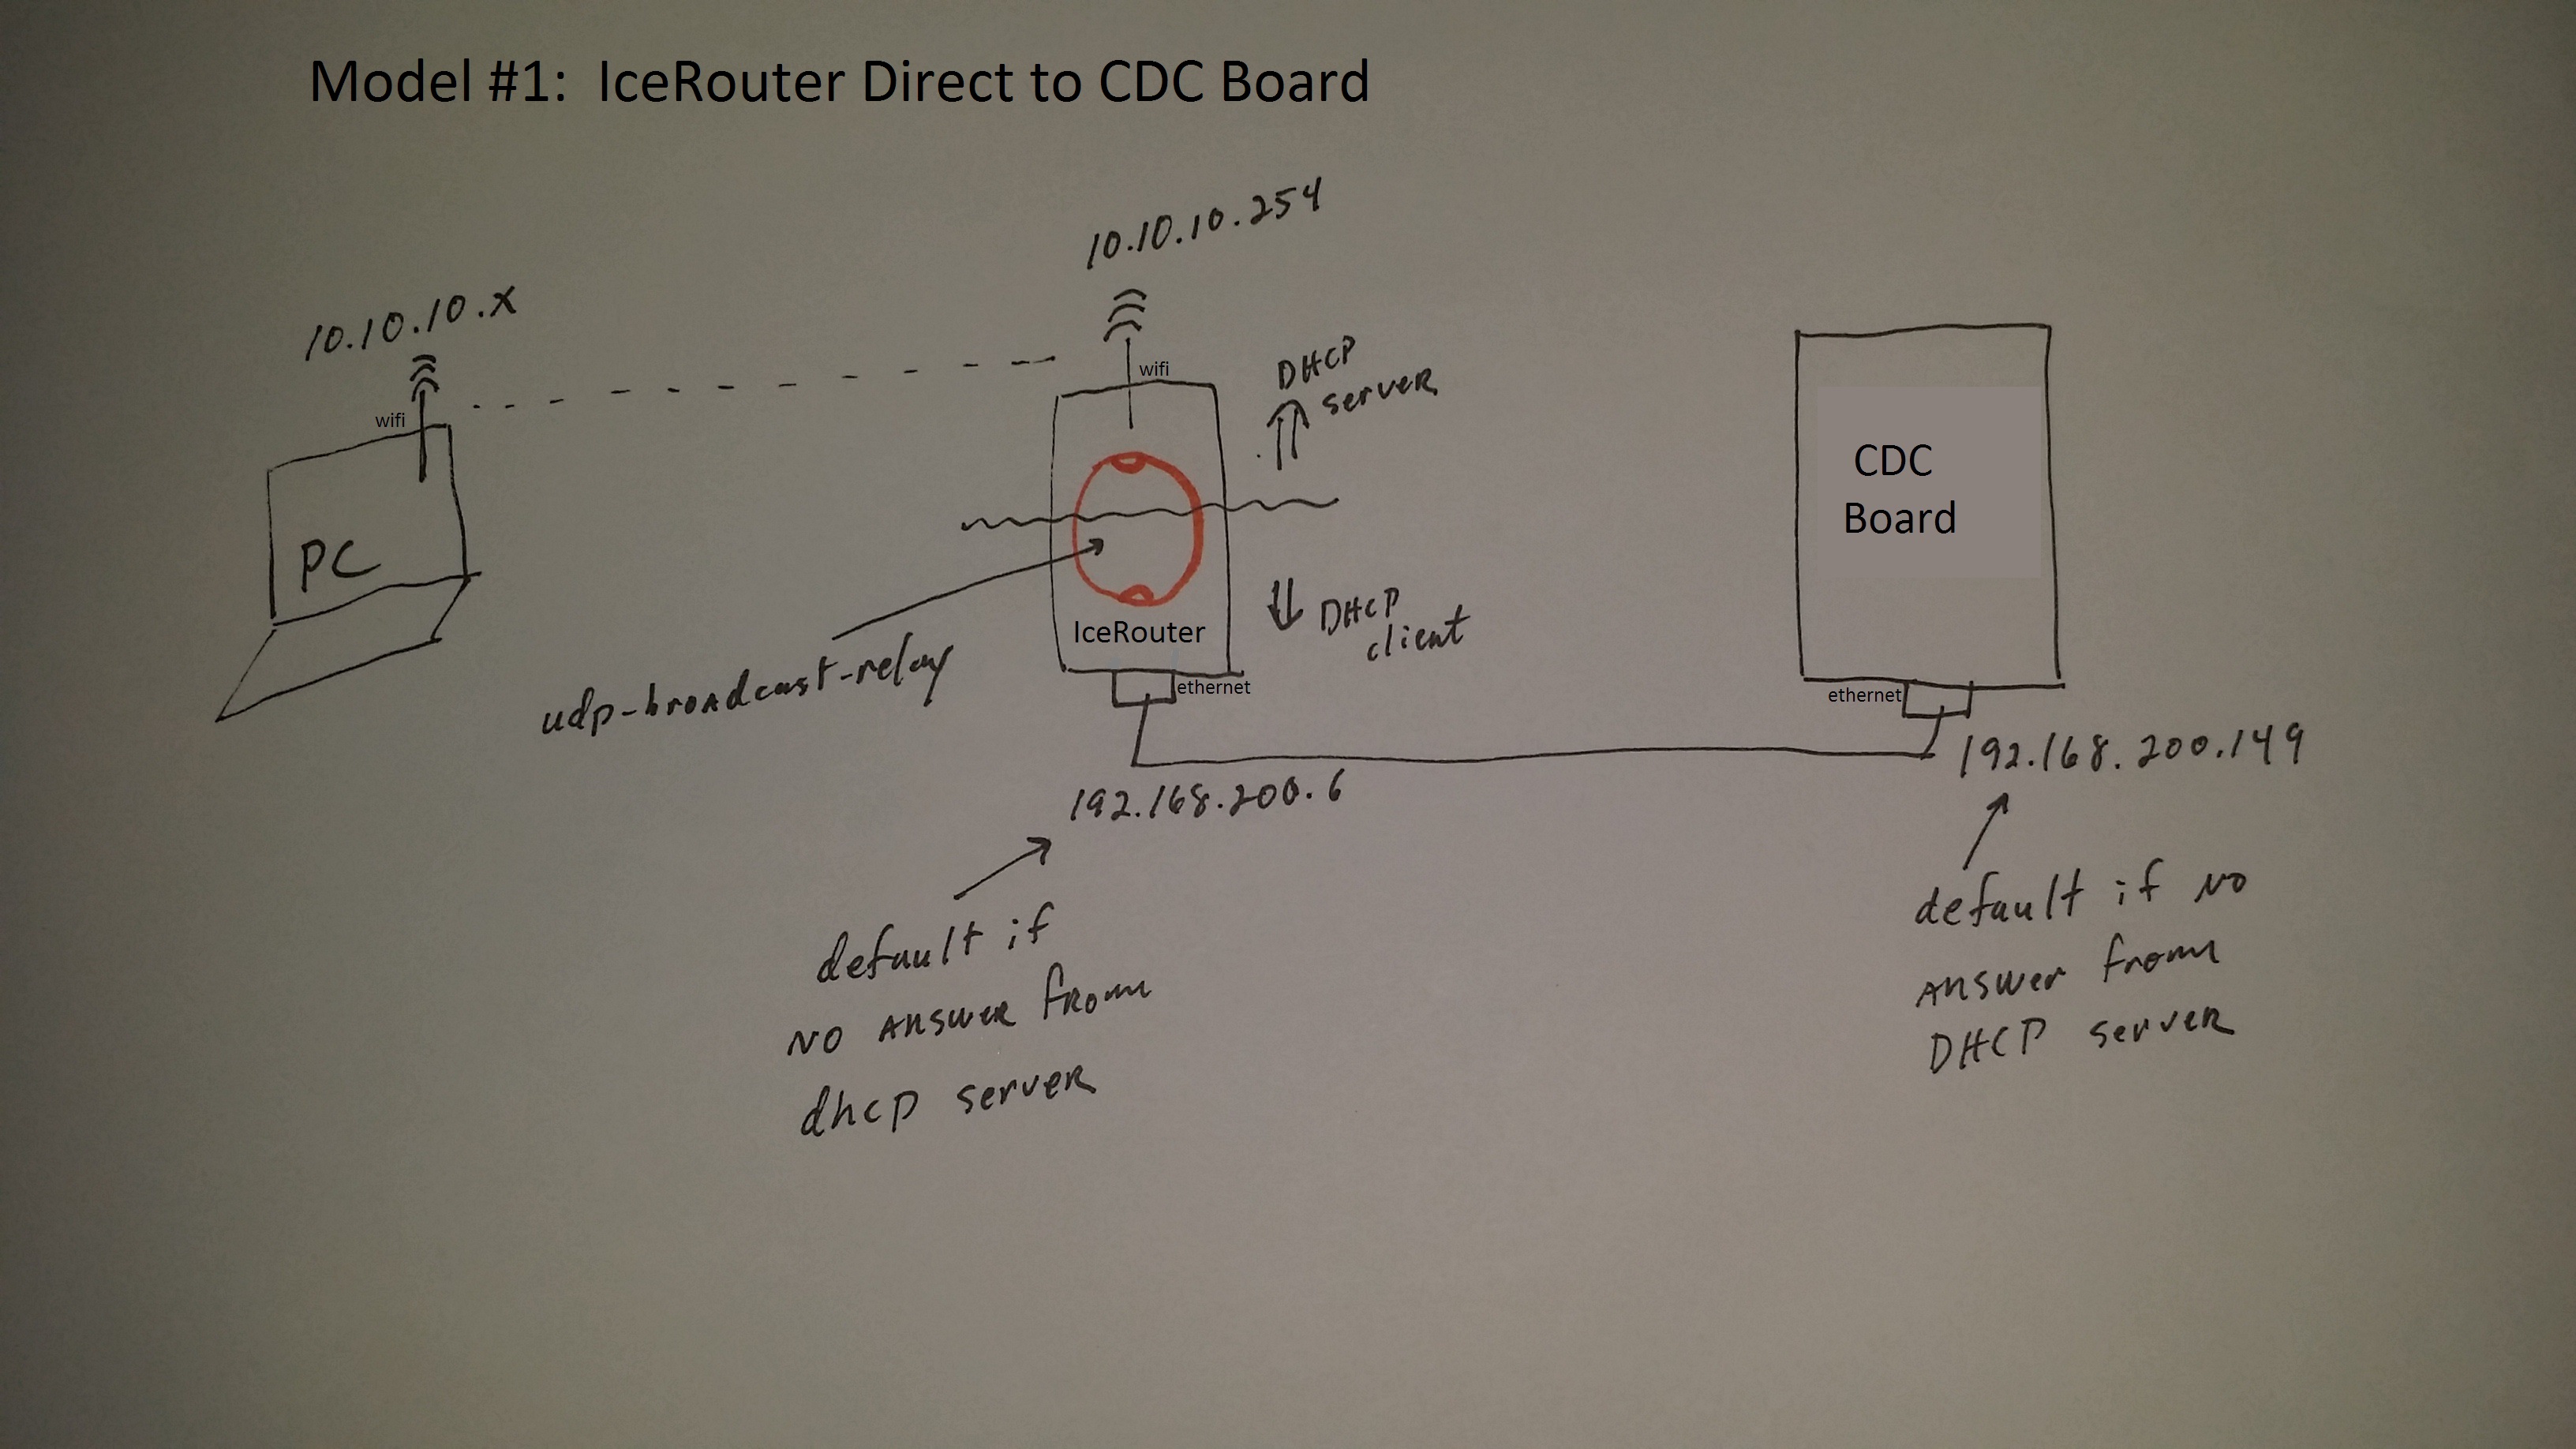 Model #1: IceRouter Direct to CDC Board
10.10.10.x
wifi
PC
udp-broadcast-relay
10.10.10.254
wifi
DHCP
server
IceRouter
DHCP
client
ethernet
192.168.200.6
default if
no answer from
dhcp server
CDC
Board
ethernet
192.168.200.149
default if no
answer from
DHCP server